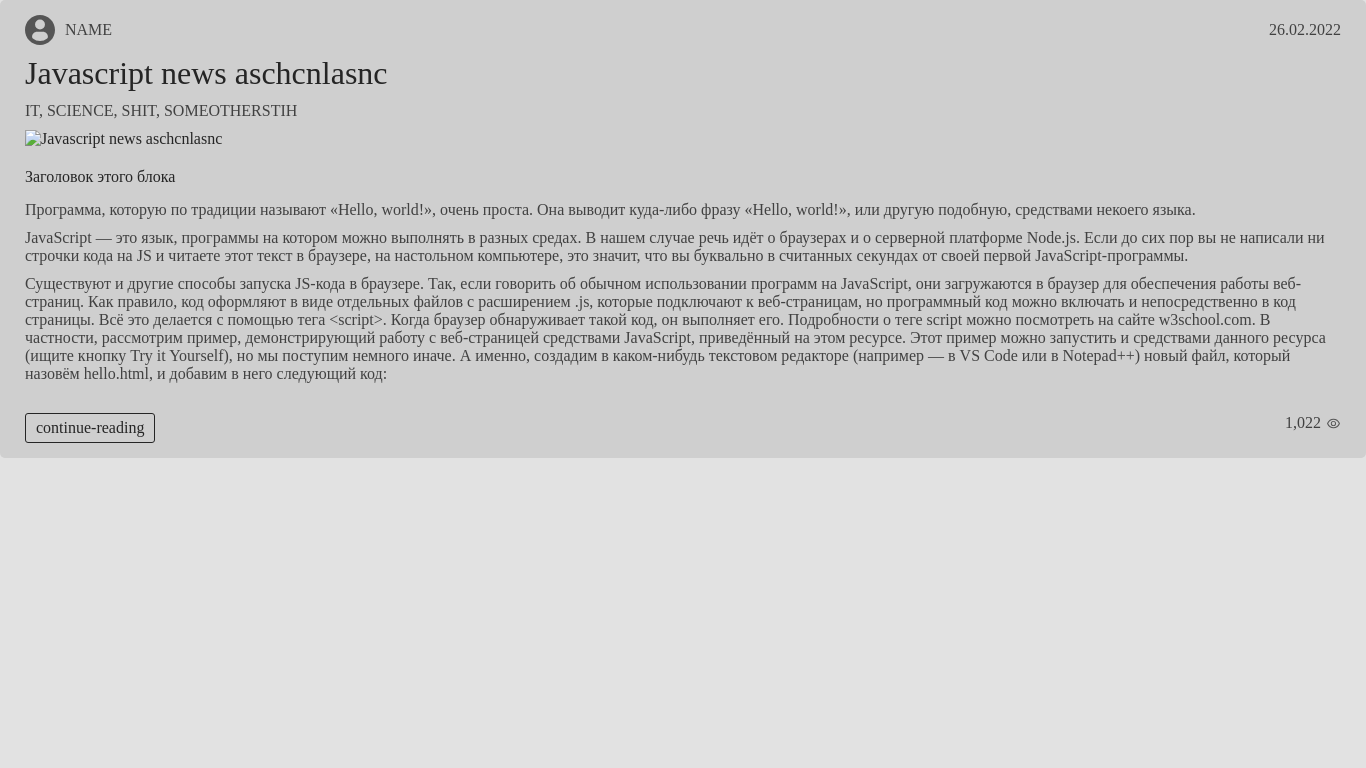 NAME
26.02.2022
Javascript news aschcnlasnc
IT, SCIENCE, SHIT, SOMEOTHERSTIH
Javascript news aschcnlasnc
Заголовок этого блока
Программа, которую по традиции называют «Hello, world!», очень проста. Она выводит куда-либо фразу «Hello, world!», или другую подобную, средствами некоего языка.
JavaScript — это язык, программы на котором можно выполнять в разных средах. В нашем случае речь идёт о браузерах и о серверной платформе Node.js. Если до сих пор вы не написали ни
строчки кода на JS и читаете этот текст в браузере, на настольном компьютере, это значит, что вы буквально в считанных секундах от своей первой JavaScript-программы.
Существуют и другие способы запуска JS-кода в браузере. Так, если говорить об обычном использовании программ на JavaScript, они загружаются в браузер для обеспечения работы веб-
страниц. Как правило, код оформляют в виде отдельных файлов с расширением .js, которые подключают к веб-страницам, но программный код можно включать и непосредственно в код
страницы. Всё это делается с помощью тега <script>. Когда браузер обнаруживает такой код, он выполняет его. Подробности о теге script можно посмотреть на сайте w3school.com. В
частности, рассмотрим пример, демонстрирующий работу с веб-страницей средствами JavaScript, приведённый на этом ресурсе. Этот пример можно запустить и средствами данного ресурса
(ищите кнопку Try it Yourself), но мы поступим немного иначе. А именно, создадим в каком-нибудь текстовом редакторе (например — в VS Code или в Notepad++) новый файл, который
назовём hello.html, и добавим в него следующий код:
continue-reading
1,022